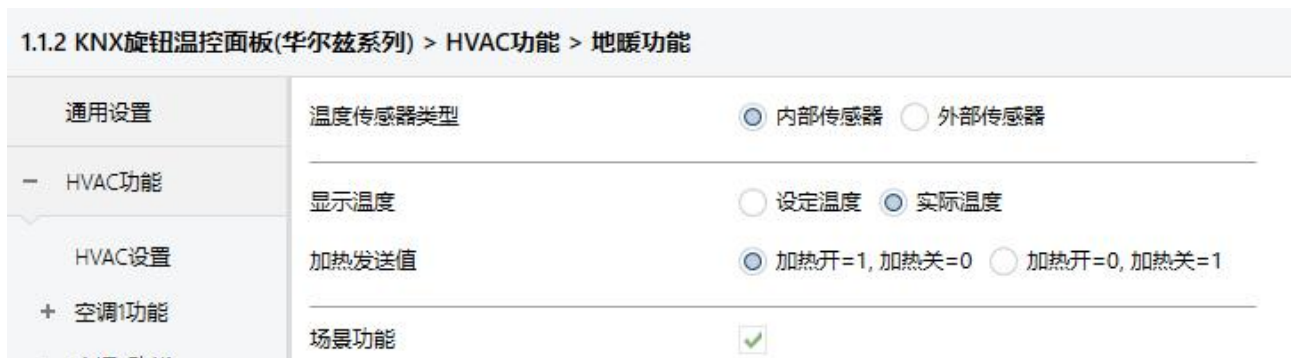 1.1.2 KNX旋钮温控面板(华尔兹系列) > HVAC功能 > 地暖功能
通用设置
温度传感器类型 内部传感器 外部传感器
HVAC功能
显示温度 设定温度 实际温度
HVAC设置
加热发送值 加热开=1, 加热关=0 加热开=0, 加热关=1
+ 空调1功能
场景功能